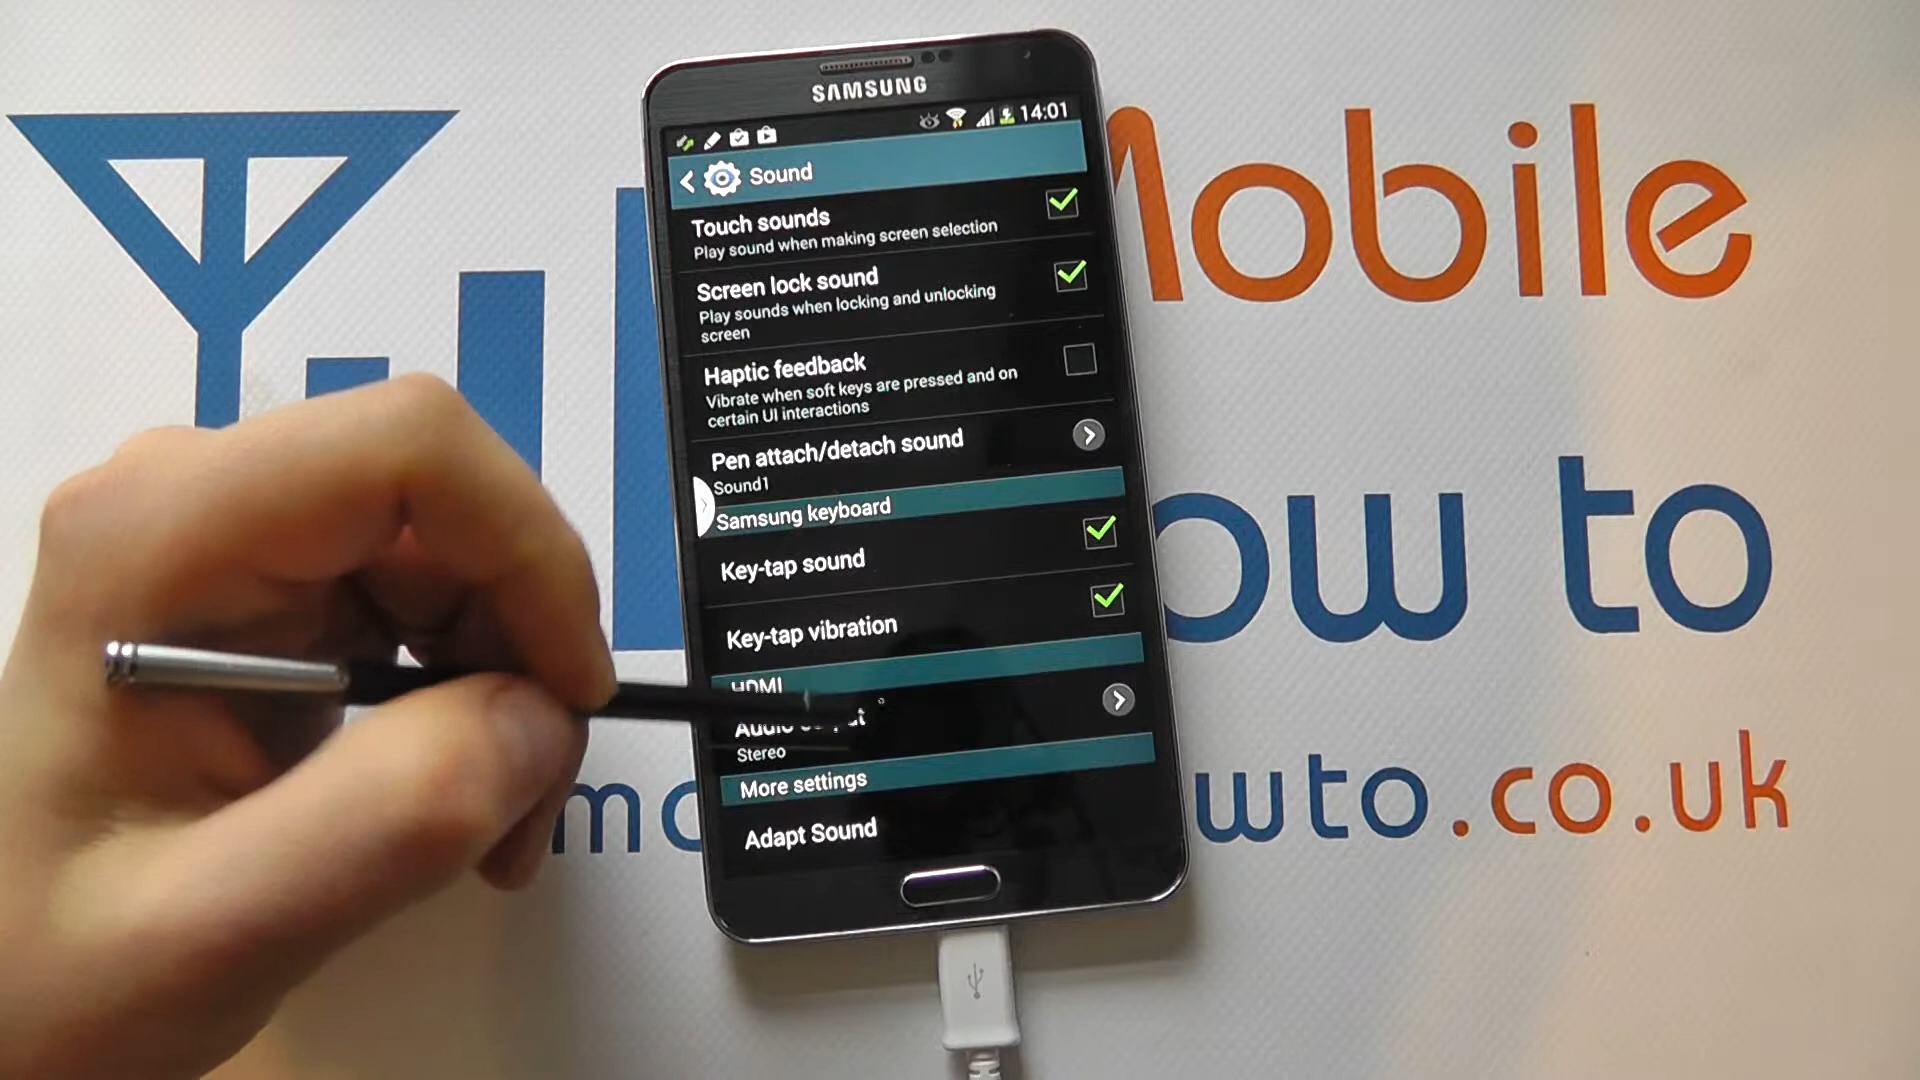 SAMSUNG
14:01
Sound
Touch sounds
Play sound when making screen selection
Screen lock sound
Play sounds when locking and unlocking
screen
Haptic feedback
Vibrate when soft keys are pressed and on
certain UI interactions
Pen attach/detach sound
Sound1
Samsung keyboard
Key-tap sound
Key-tap vibration
HDMI
Stereo
More settings
Adapt Sound
Mobile
ow to
mo
wto.co.uk